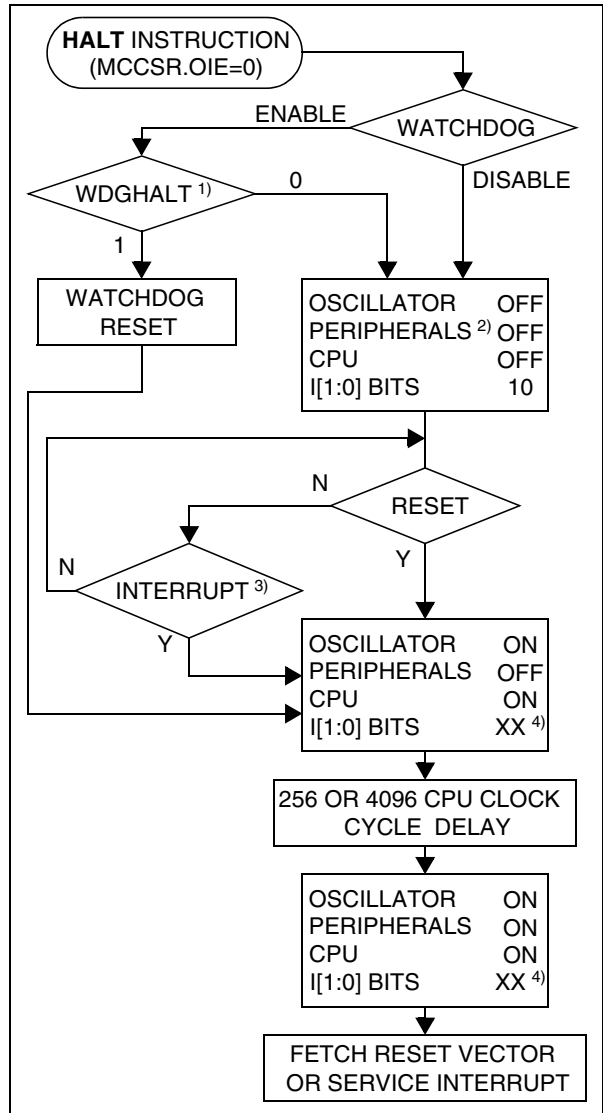 HALT INSTRUCTION
(MCCSR.OIE=0)
ENABLE
WATCHDOG
WDGHALT 1)
0
DISABLE
1
WATCHDOG
RESET
OSCILLATOR OFF
PERIPHERALS 2) OFF
CPU OFF
I[1:0] BITS 10
N
RESET
N
INTERRUPT 3)
Y
Y
OSCILLATOR ON
PERIPHERALS OFF
CPU ON
I[1:0] BITS XX 4)
256 OR 4096 CPU CLOCK
CYCLE DELAY
OSCILLATOR ON
PERIPHERALS ON
CPU ON
I[1:0] BITS XX 4)
FETCH RESET VECTOR
OR SERVICE INTERRUPT